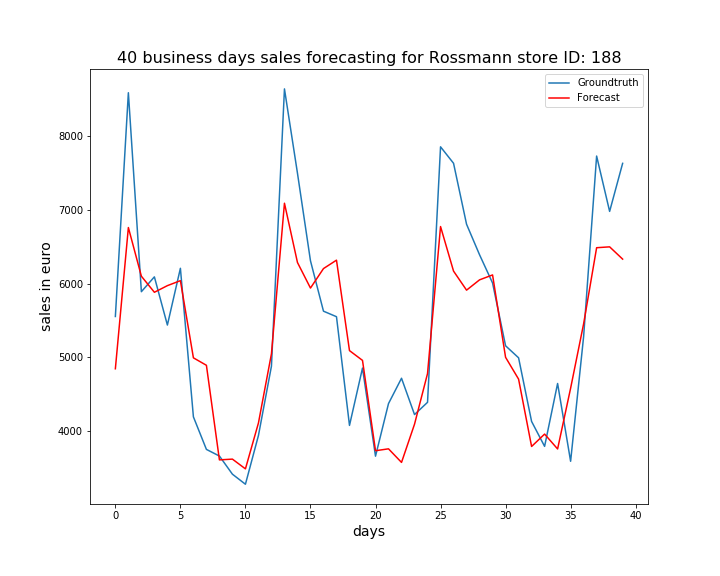 40 business days sales forecasting for Rossmann store ID: 188
Groundtruth
Forecast
8000
7000
6000
5000
4000
sales in euro
0 5 10 15 20 25 30 35 40
days